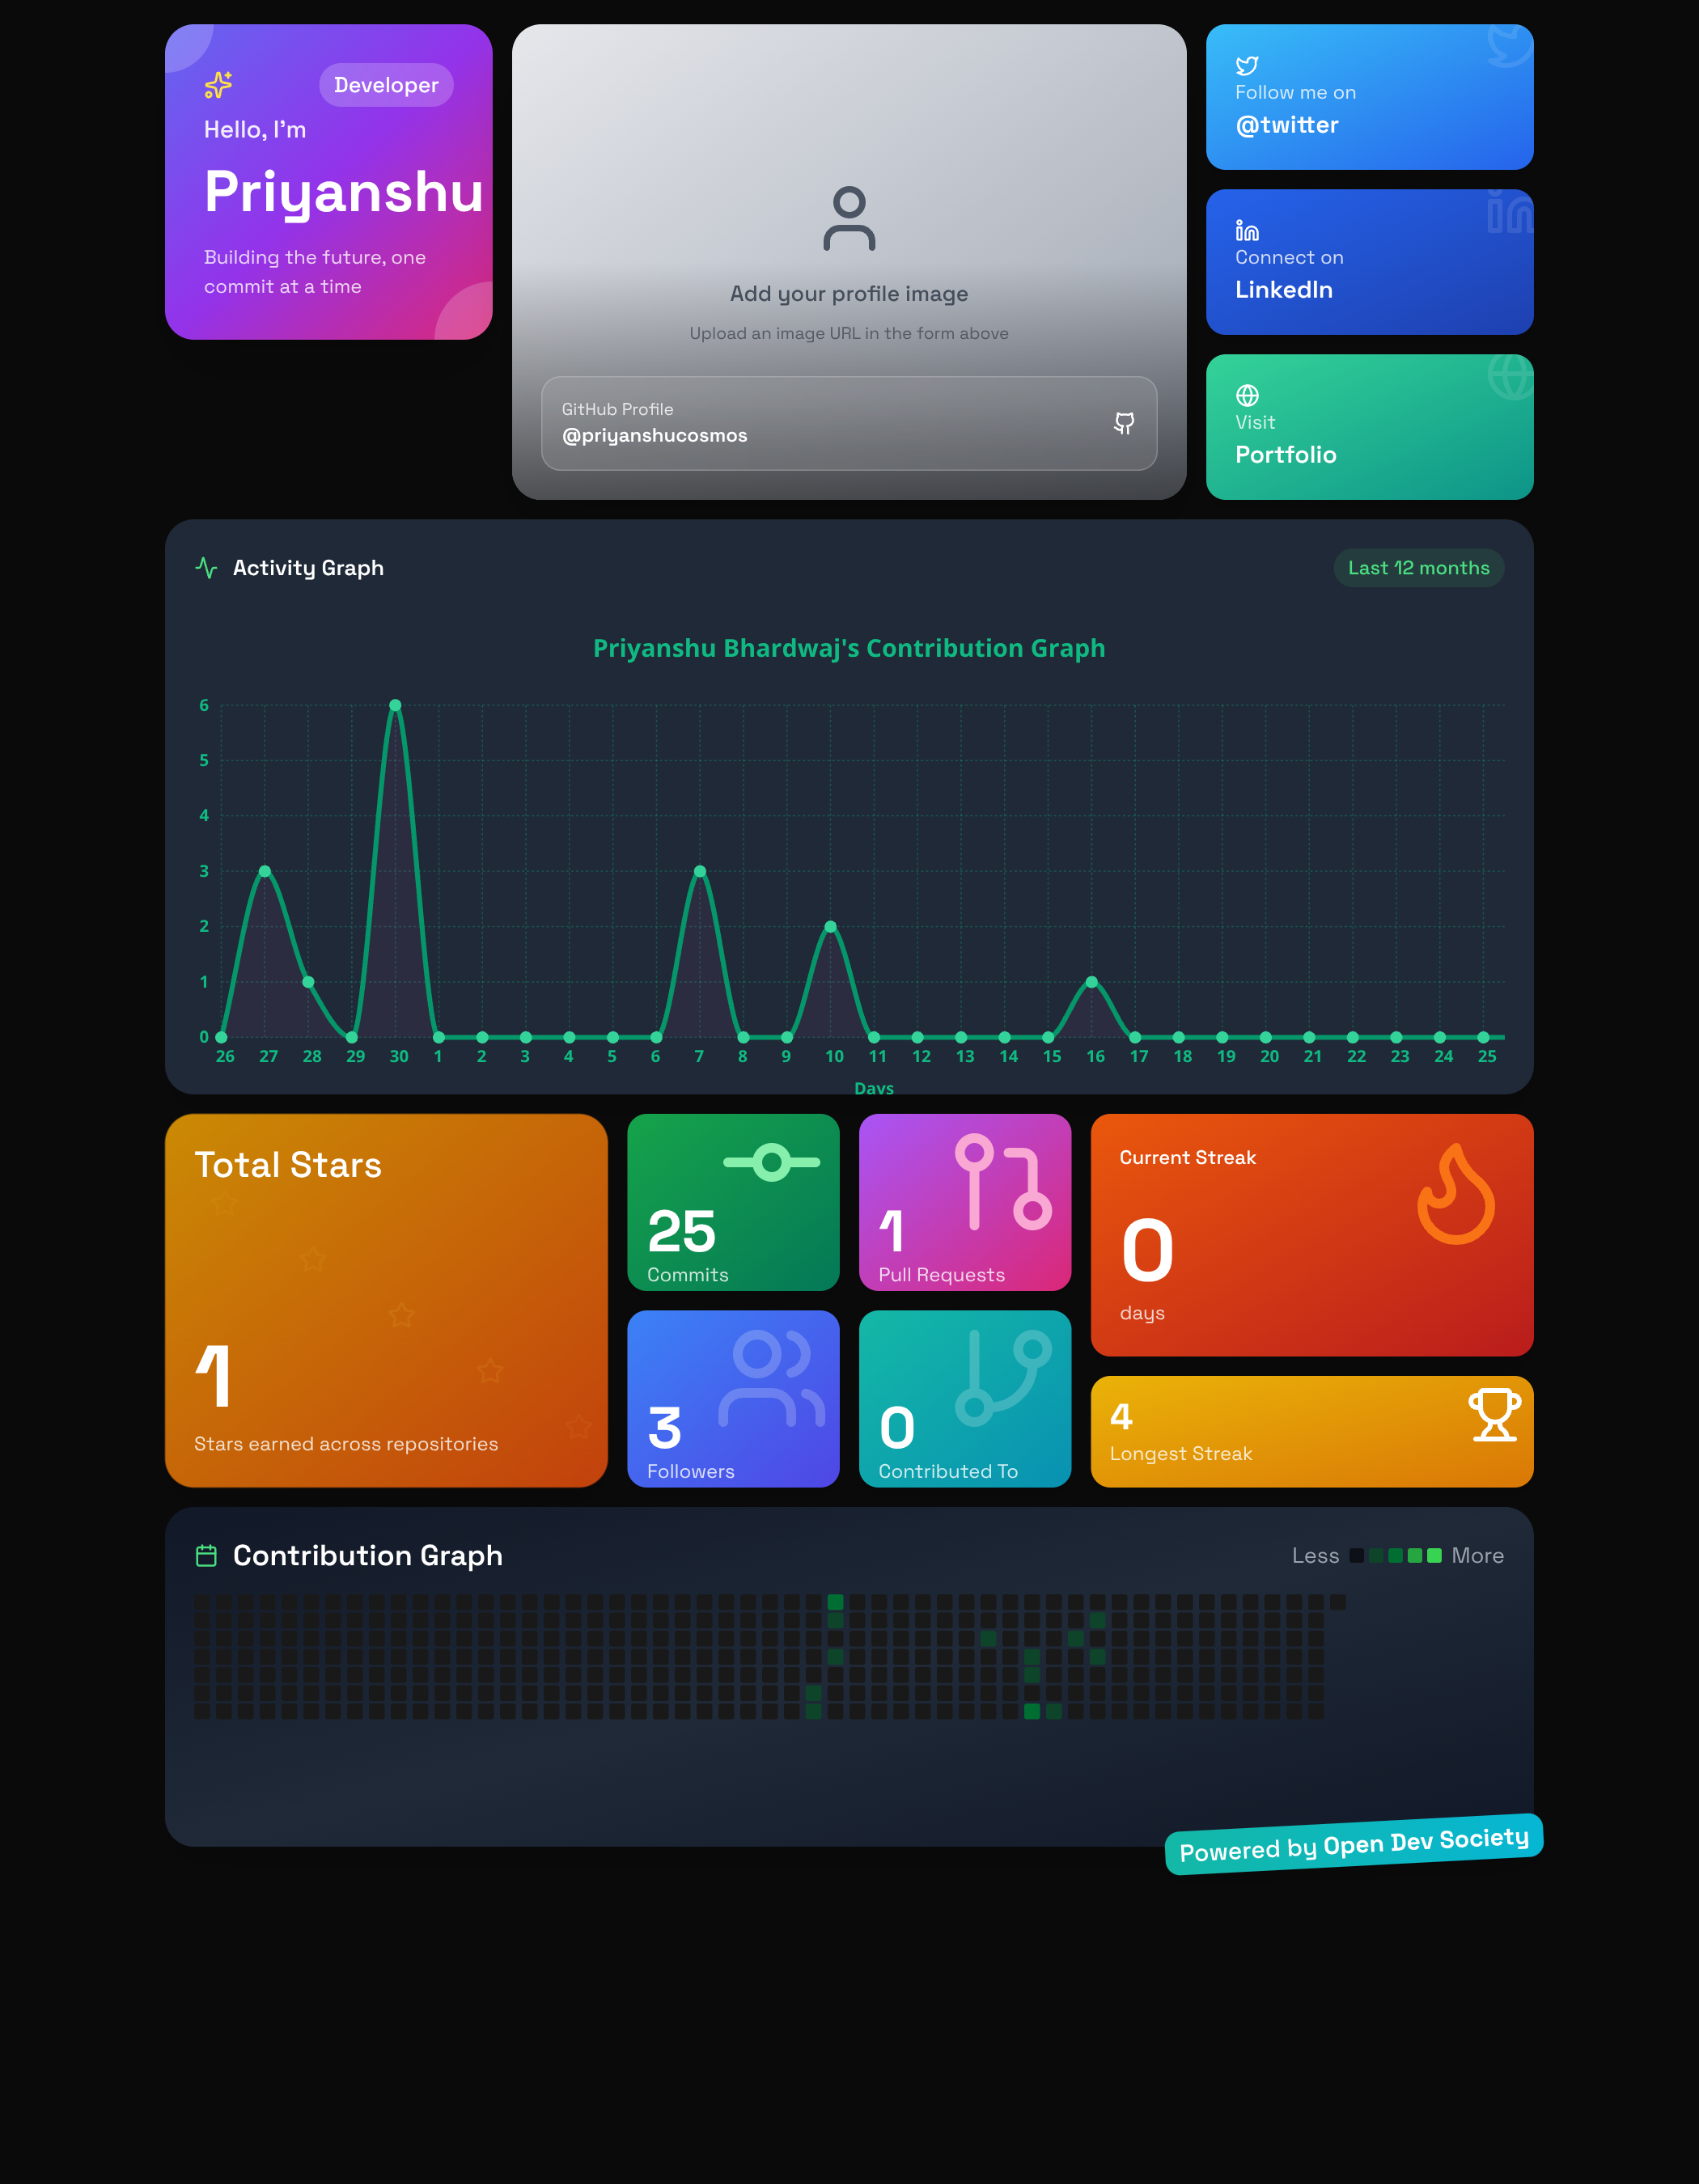 Developer
Hello, I'm
Priyanshu
Building the future, one
commit at a time
Add your profile image
Upload an image URL in the form above
GitHub Profile
@priyanshucosmos
Follow me on
@twitter
Connect on
LinkedIn
Visit
Portfolio
Activity Graph
Last 12 months
Priyanshu Bhardwaj's Contribution Graph
6
5
4
3
2
1
0
26 27 28 29 30 1 2 3 4 5 6 7 8 9 10 11 12 13 14 15 16 17 18 19 20 21 22 23 24 25
Days
Total Stars
1
Stars earned across repositories
25
Commits
1
Pull Requests
3
Followers
0
Contributed To
Current Streak
0
days
4
Longest Streak
Contribution Graph
Less More
Powered by Open Dev Society